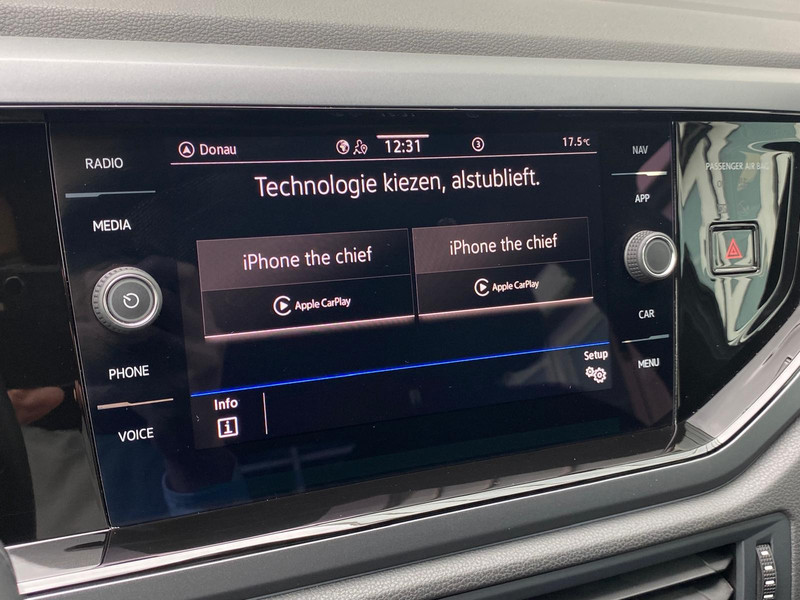 RADIO
MEDIA
PHONE
VOICE
Donau
12:31
3
17.5°C
Technologie kiezen, alstublieft.
iPhone the chief
Apple CarPlay
iPhone the chief
Apple CarPlay
Setup
Info
i
NAV
APP
CAR
MENU
PASSENGER AIR BAG